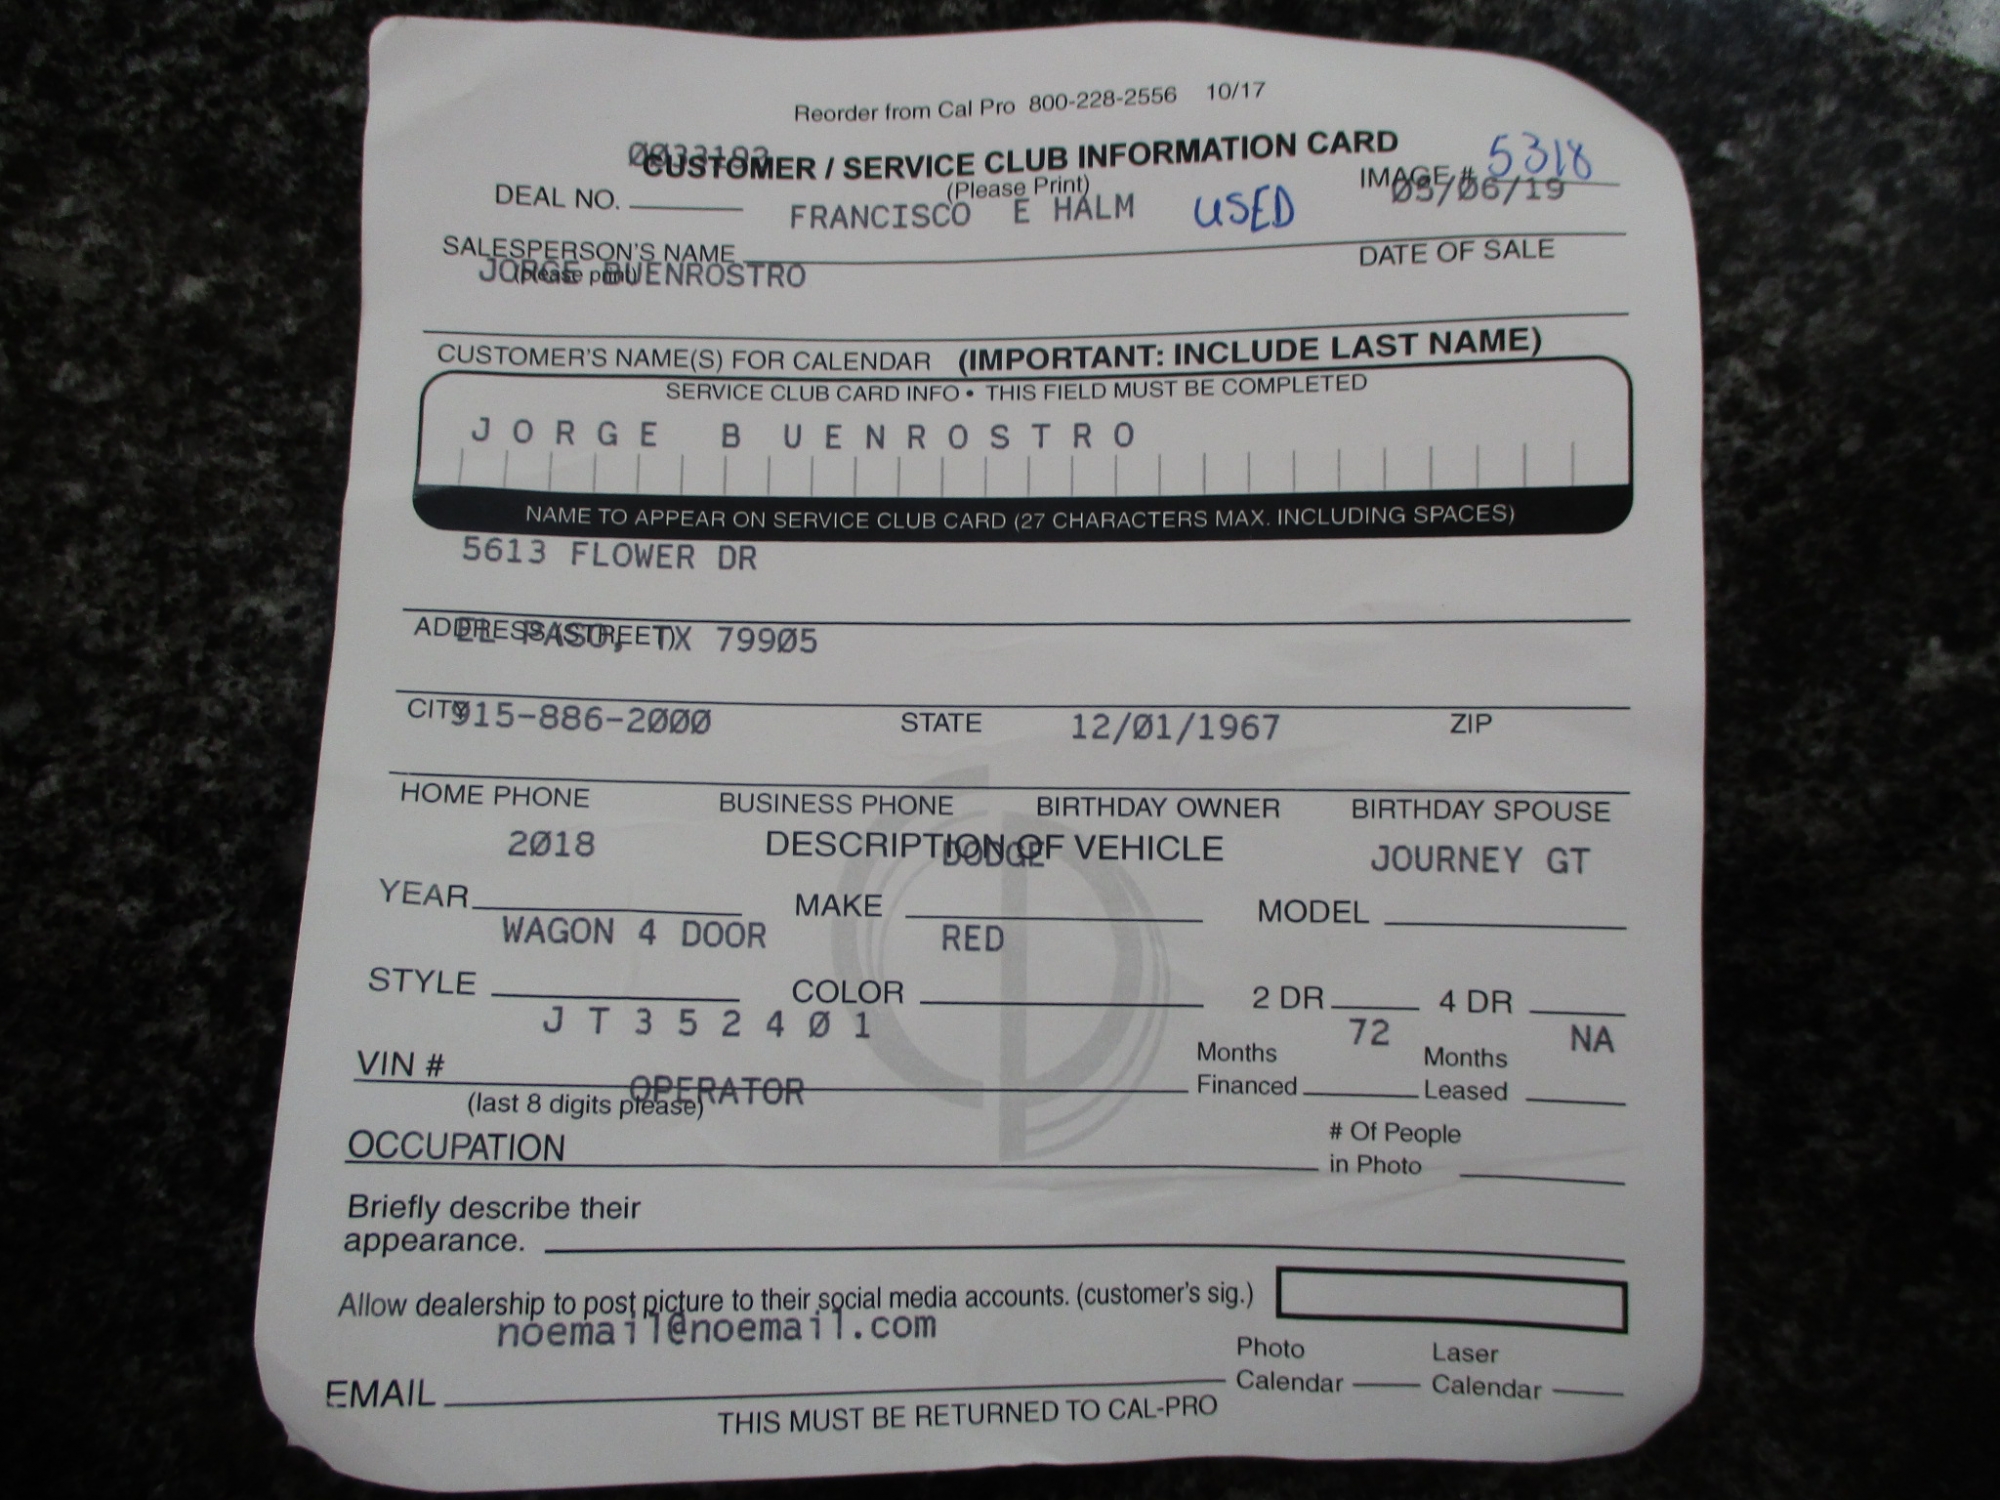 Reorder from Cal Pro 800-228-2556 10/17
CUSTOMER / SERVICE CLUB INFORMATION CARD
(Please Print)
IMAGE # 5318
DEAL NO.
FRANCISCO E HALM USED
05/06/19
SALESPERSON'S NAME
(please print)
DATE OF SALE
JORGE BUENROSTRO
CUSTOMER'S NAME(S) FOR CALENDAR (IMPORTANT: INCLUDE LAST NAME)
SERVICE CLUB CARD INFO • THIS FIELD MUST BE COMPLETED
JORGE BUENROSTRO
NAME TO APPEAR ON SERVICE CLUB CARD (27 CHARACTERS MAX. INCLUDING SPACES)
5613 FLOWER DR
ADDRESS (STREET)
EL PASO, TX 79905
CITY STATE ZIP
915-886-2000 12/01/1967
HOME PHONE BUSINESS PHONE BIRTHDAY OWNER BIRTHDAY SPOUSE
DESCRIPTION OF VEHICLE
2018 DODGE JOURNEY GT
YEAR MAKE MODEL
WAGON 4 DOOR RED
STYLE COLOR 2 DR 4 DR
JT352401 72 NA
VIN # Months Financed Months Leased
(last 8 digits please)
OPERATOR
OCCUPATION # Of People in Photo
Briefly describe their
appearance.
Allow dealership to post picture to their social media accounts. (customer's sig.)
noemail@noemail.com
EMAIL Photo Calendar Laser Calendar
THIS MUST BE RETURNED TO CAL-PRO